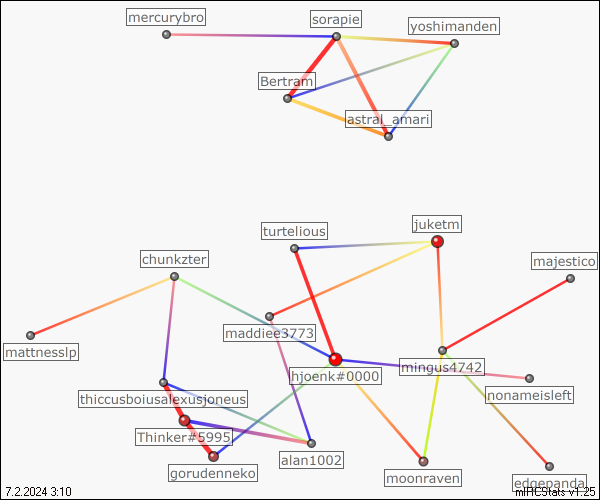 mercurybro
sorapie
yoshimanden
Bertram
astral_amari
juketm
turtelious
majestico
chunkzter
maddiee3773
mattnesslp
mingus4742
hjoenk#0000
nonameisleft
thiccusboiusalexusjoneus
Thinker#5995
alan1002
gorudenneko
moonraven
edgepanda
7.2.2024 3:10
mIRCStats v1.25